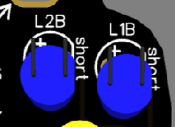 L2B L1B
+ +
short short